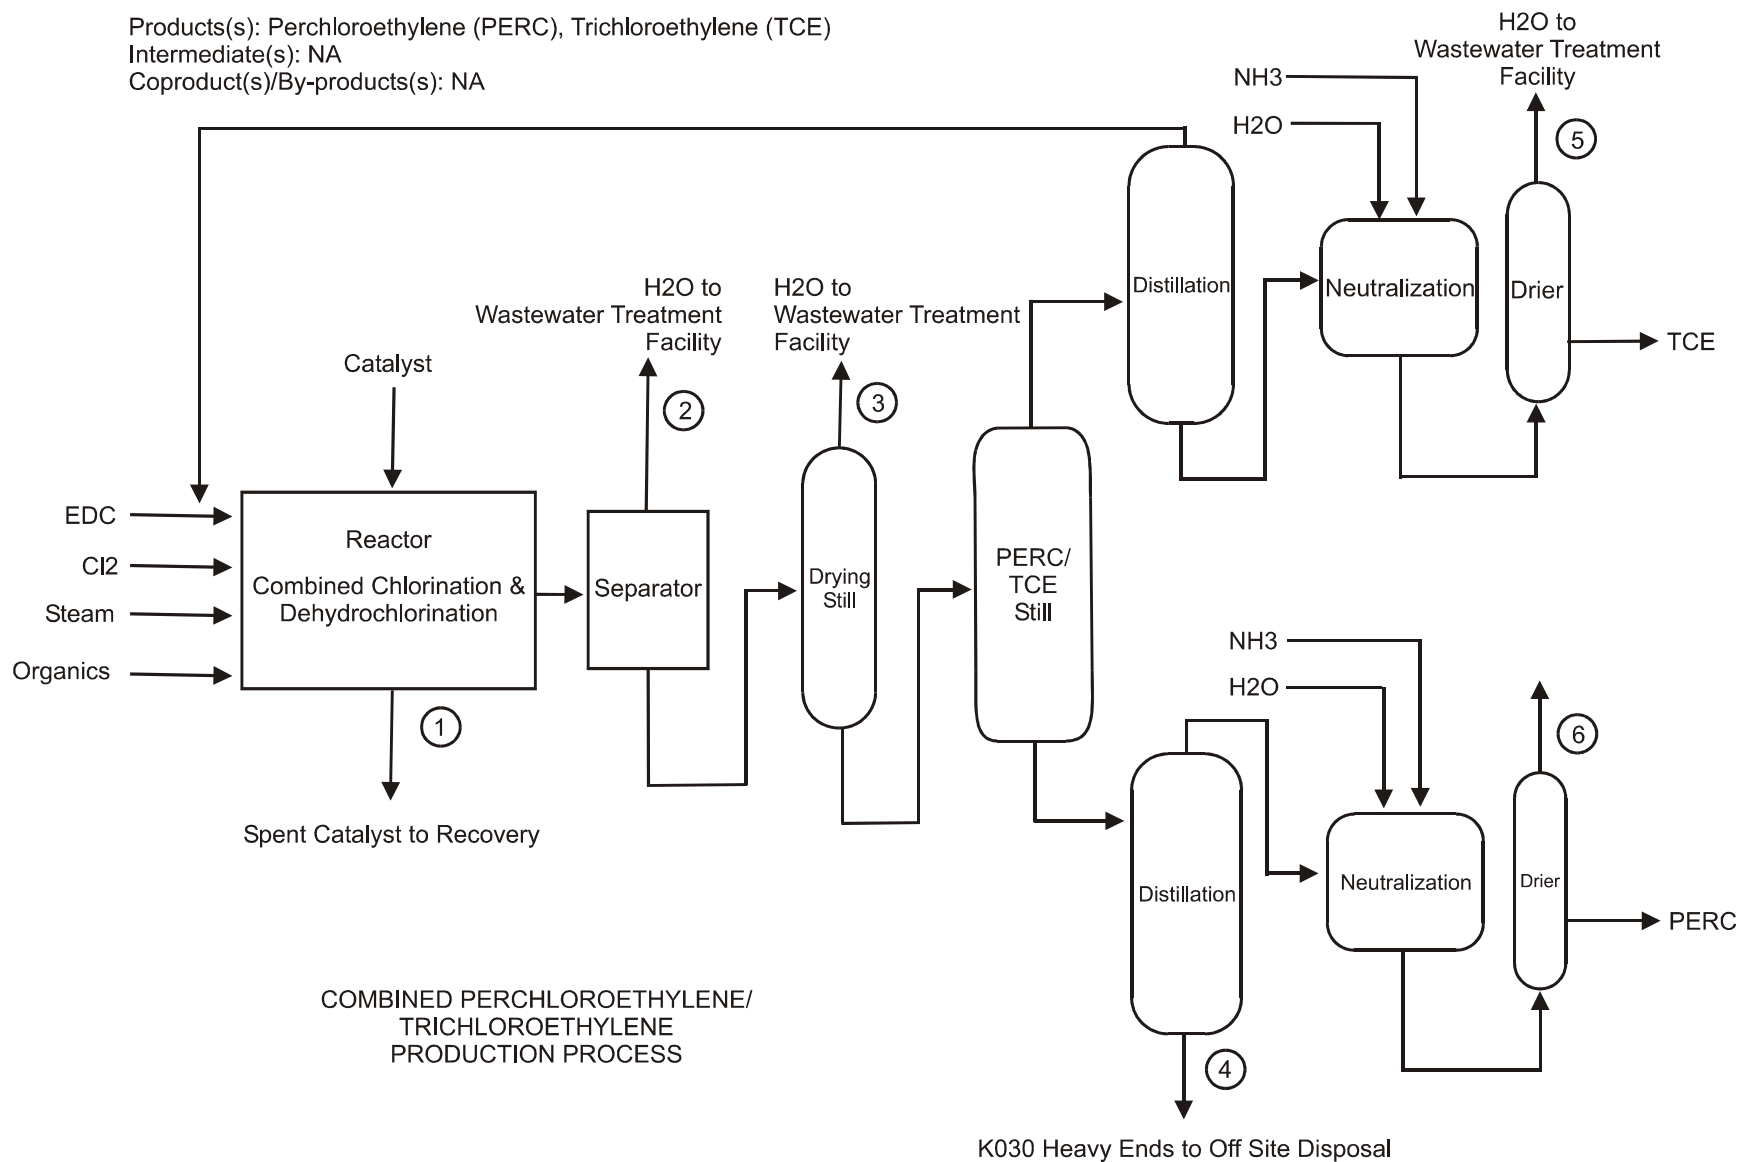 Products(s): Perchloroethylene (PERC), Trichloroethylene (TCE)
Intermediate(s): NA
Coproduct(s)/By-products(s): NA
H2O to
Wastewater Treatment
Facility
NH3
H2O
5
Distillation
Neutralization
Drier
TCE
H2O to
Wastewater Treatment
Facility
H2O to
Wastewater Treatment
Facility
Catalyst
2
3
EDC
Cl2
Steam
Organics
Reactor
Combined Chlorination &
Dehydrochlorination
Separator
Drying
Still
PERC/
TCE
Still
1
Spent Catalyst to Recovery
NH3
H2O
6
Distillation
Neutralization
Drier
PERC
COMBINED PERCHLOROETHYLENE/
TRICHLOROETHYLENE
PRODUCTION PROCESS
4
K030 Heavy Ends to Off Site Disposal